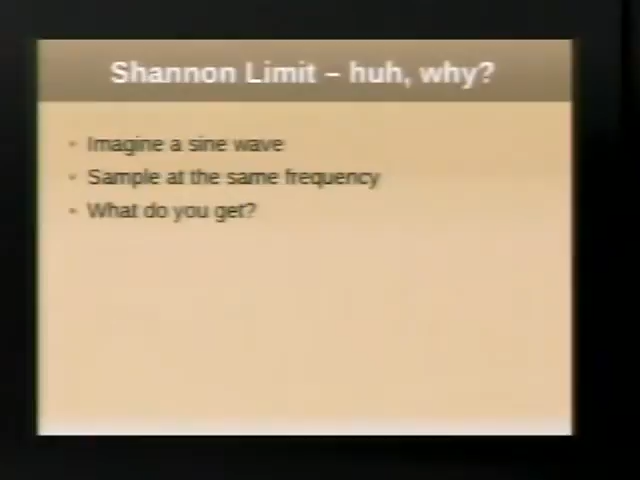 Shannon Limit – huh, why?
• Imagine a sine wave
• Sample at the same frequency
• What do you get?